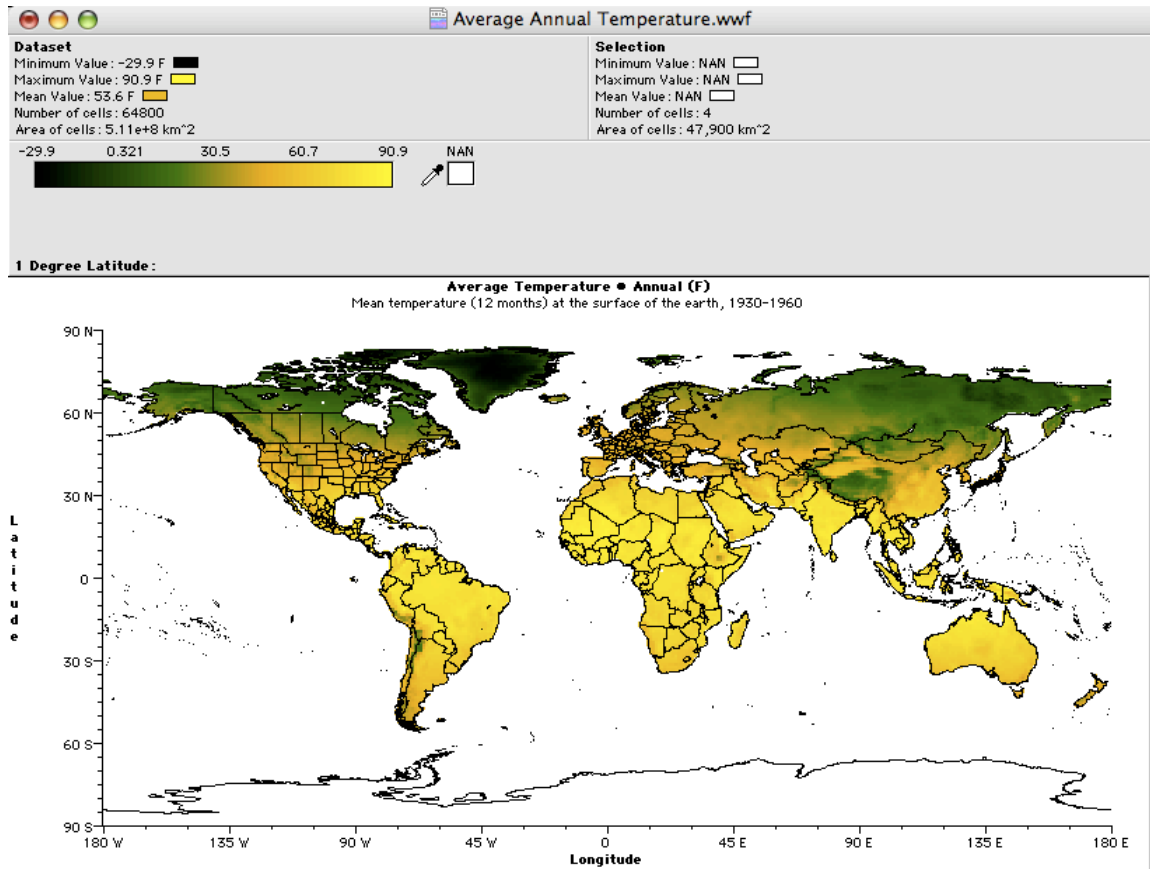 Average Annual Temperature.wwf
Dataset
Minimum Value: -29.9 F
Maximum Value: 90.9 F
Mean Value: 53.6 F
Number of cells: 64800
Area of cells: 5.11e+8 km^2
Selection
Minimum Value: NAN
Maximum Value: NAN
Mean Value: NAN
Number of cells: 4
Area of cells: 47,900 km^2
-29.9 0.321 30.5 60.7 90.9 NAN
1 Degree Latitude:
Average Temperature ● Annual (F)
Mean temperature (12 months) at the surface of the earth, 1930-1960
90 N
60 N
30 N
0
30 S
60 S
90 S
Latitude
180 W 135 W 90 W 45 W 0 45 E 90 E 135 E 180 E
Longitude